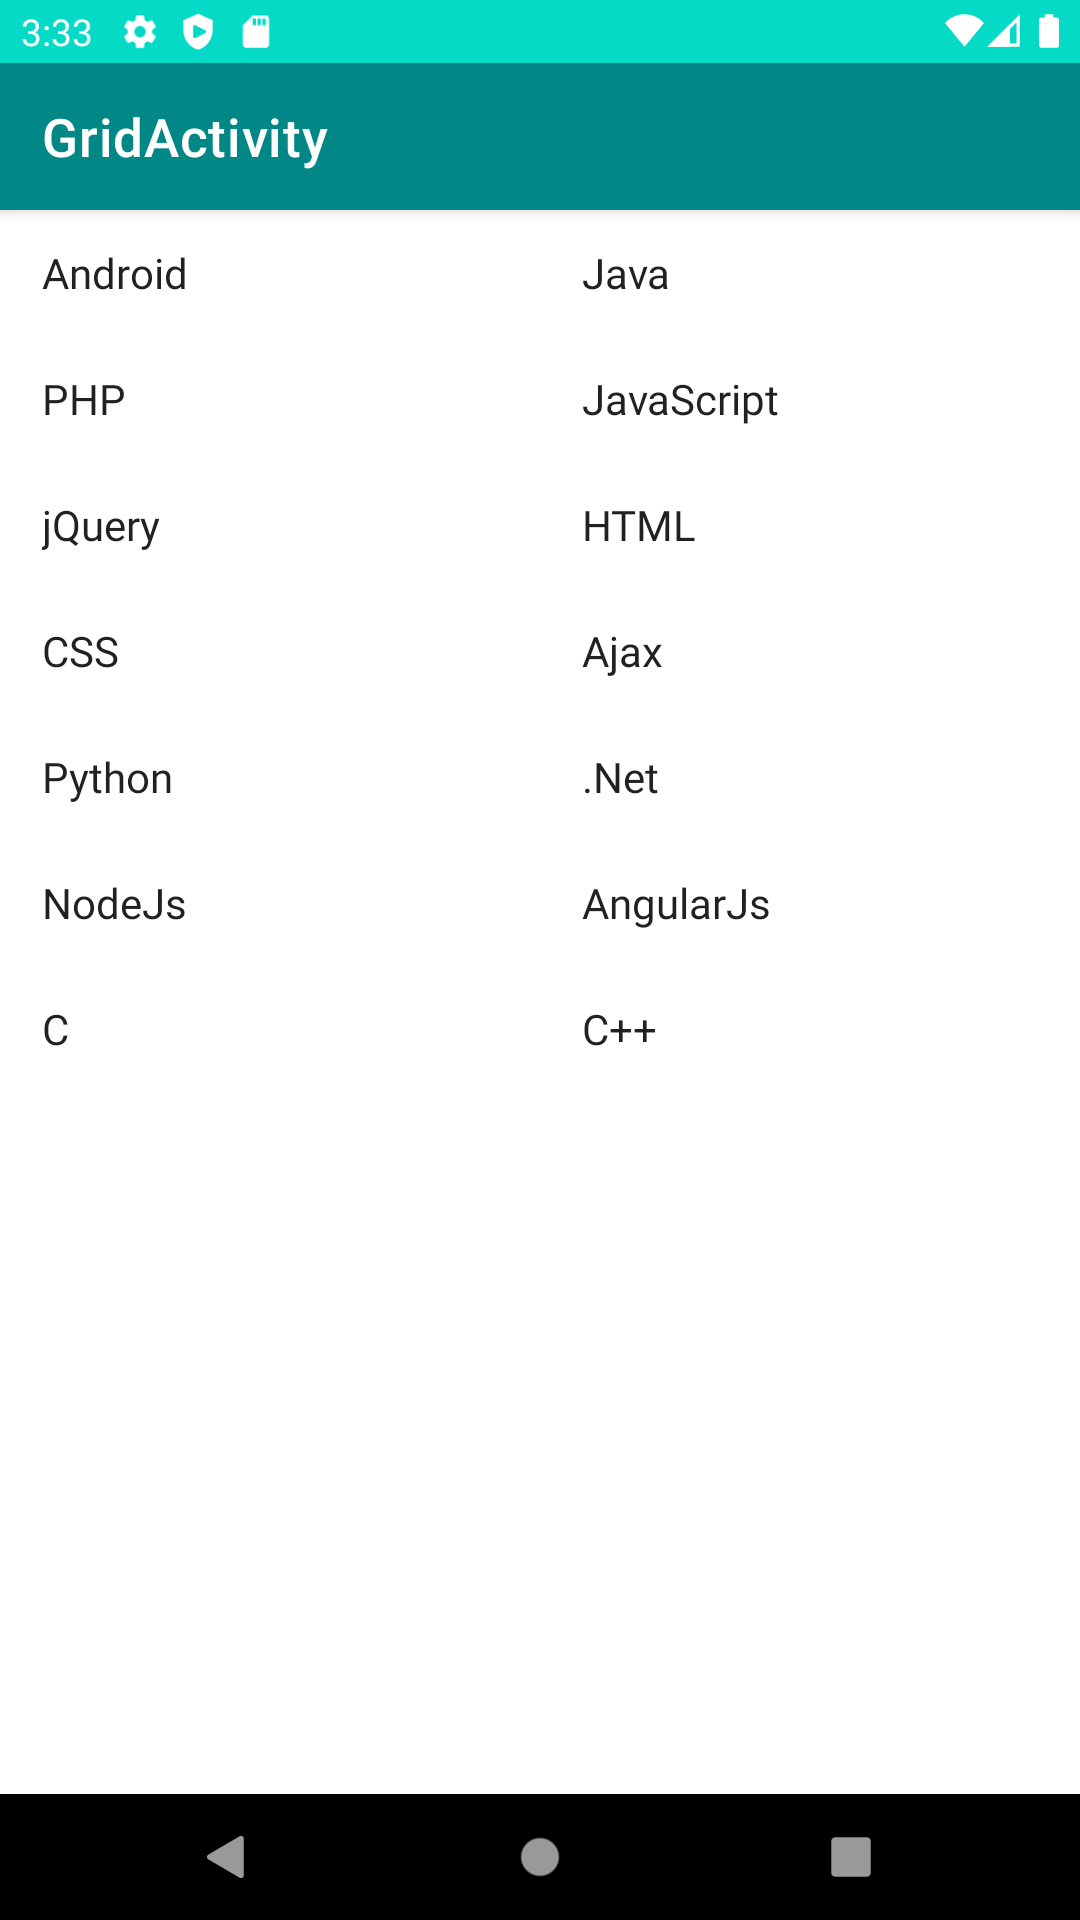 3:33
GridActivity
Android Java
PHP JavaScript
jQuery HTML
CSS Ajax
Python .Net
NodeJs AngularJs
C C++